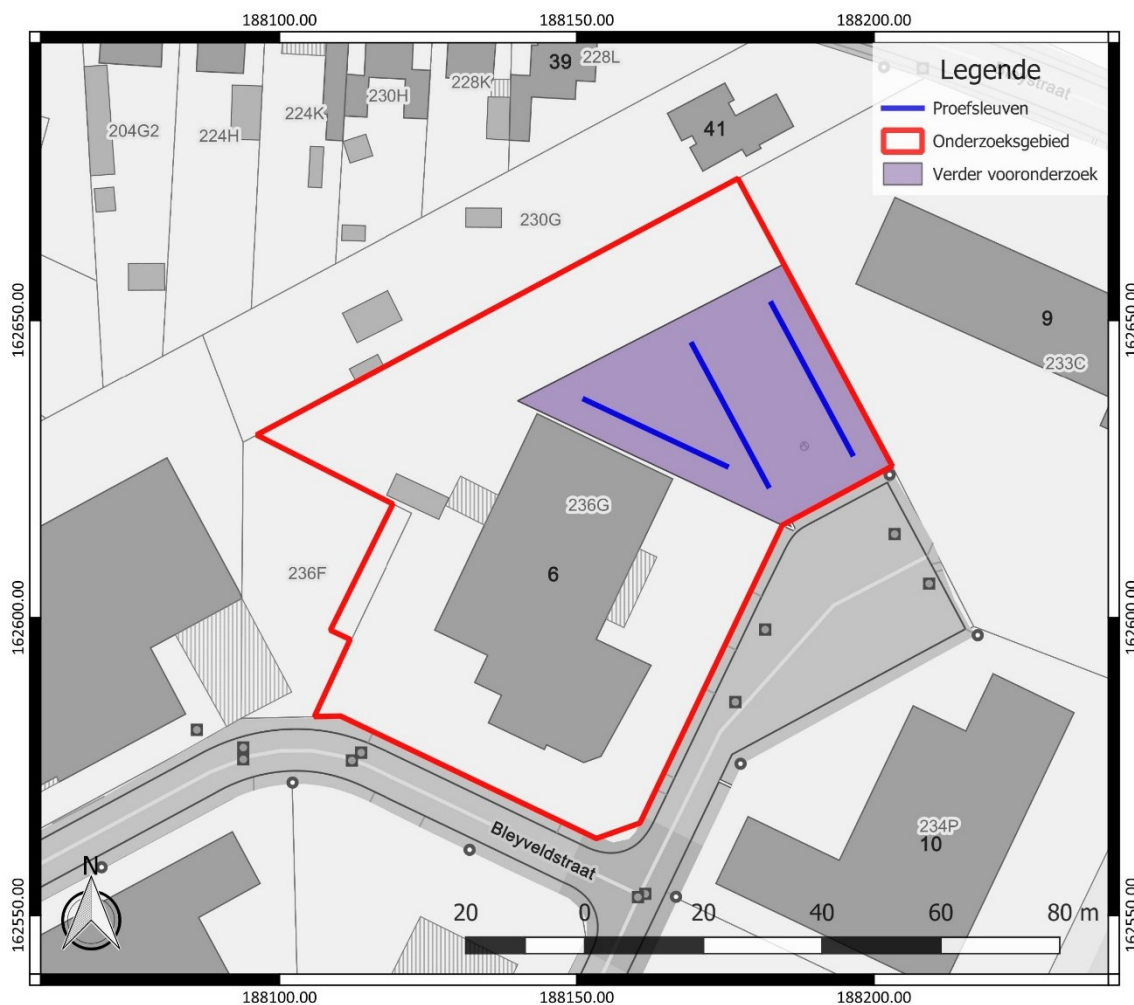 188100.00 188150.00 188200.00
39
228L
Legende
Proefsleuven
Onderzoeksgebied
Verder vooronderzoek
228K
230H
224K
204G2
224H
41
230G
162650.00
162650.00
9
233C
236G
236F
6
162600.00
162600.00
Bleyveldstraat
234P
10
N
20 0 20 40 60 80 m
162550.00
162550.00
188100.00 188150.00 188200.00